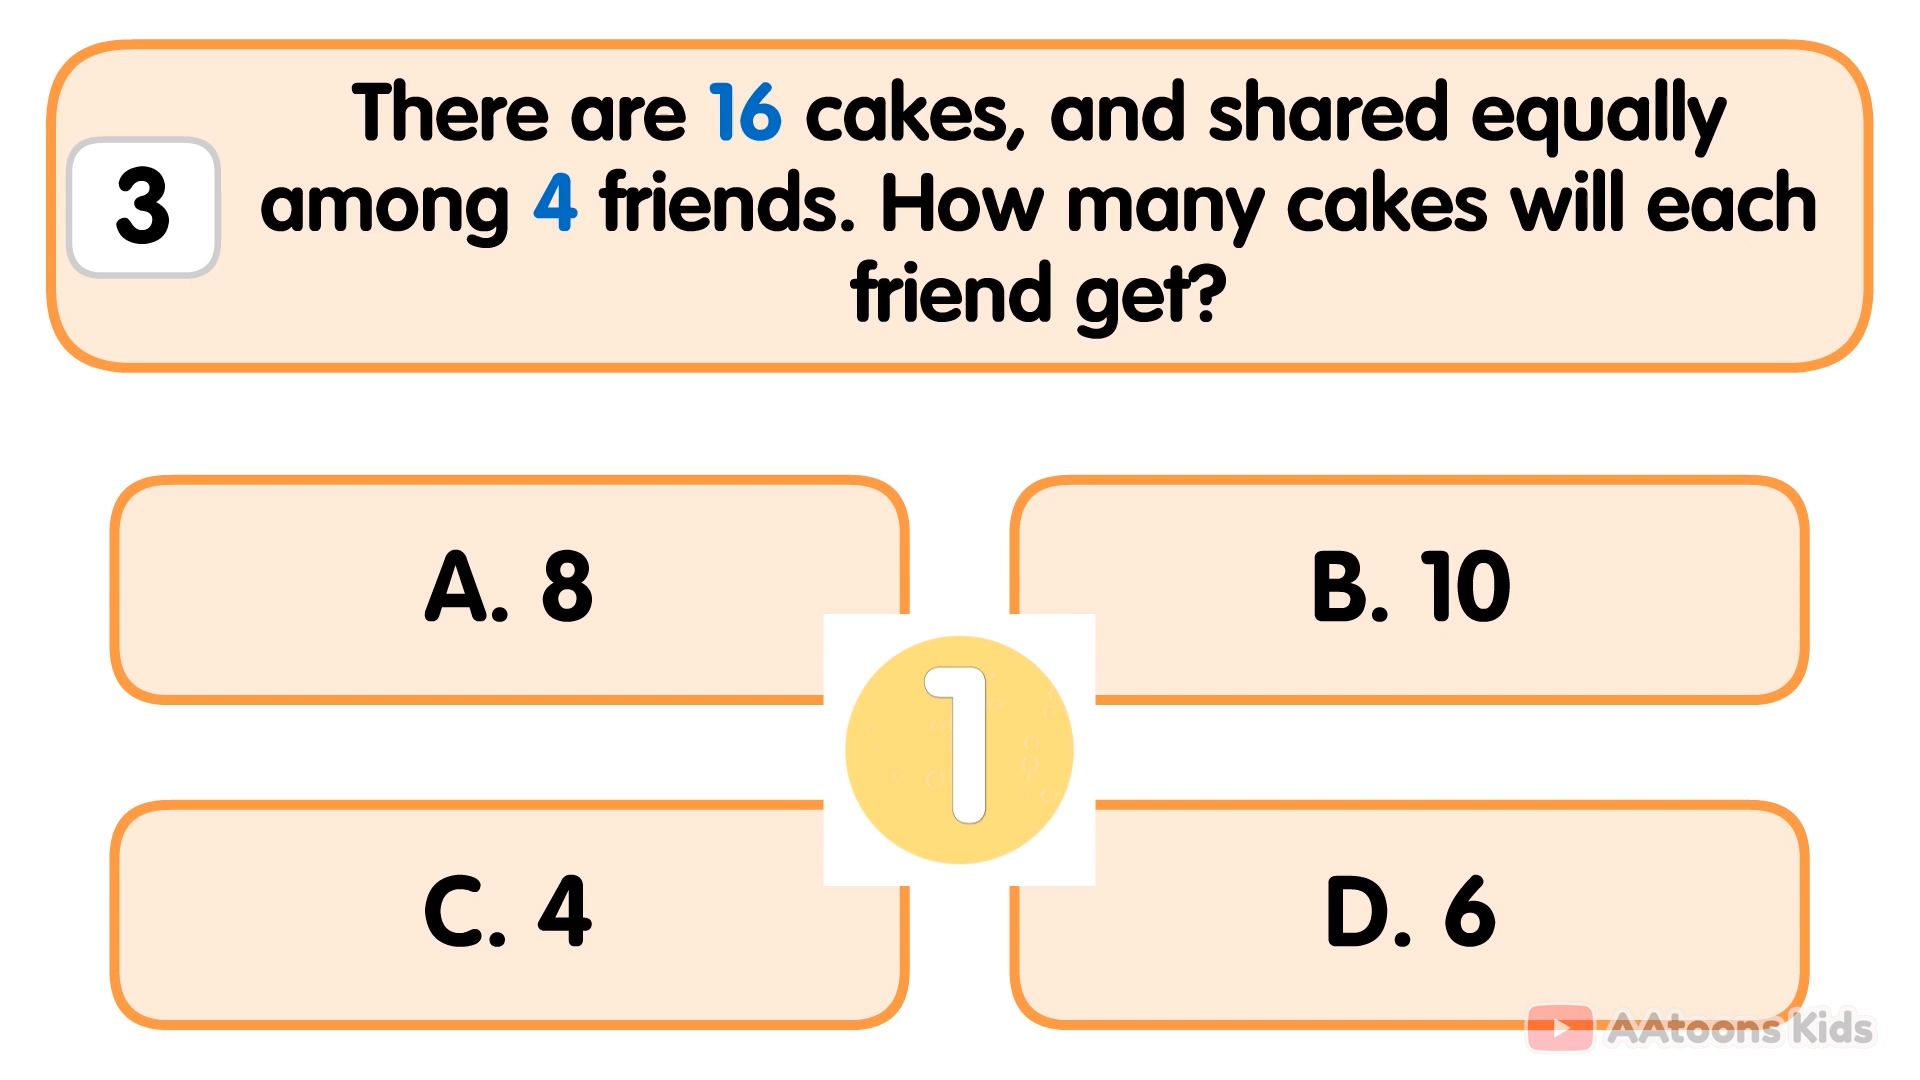 There are 16 cakes, and shared equally
3
among 4 friends. How many cakes will each
friend get?
A. 8
B. 10
1
C. 4
D. 6
AAtoons Kids